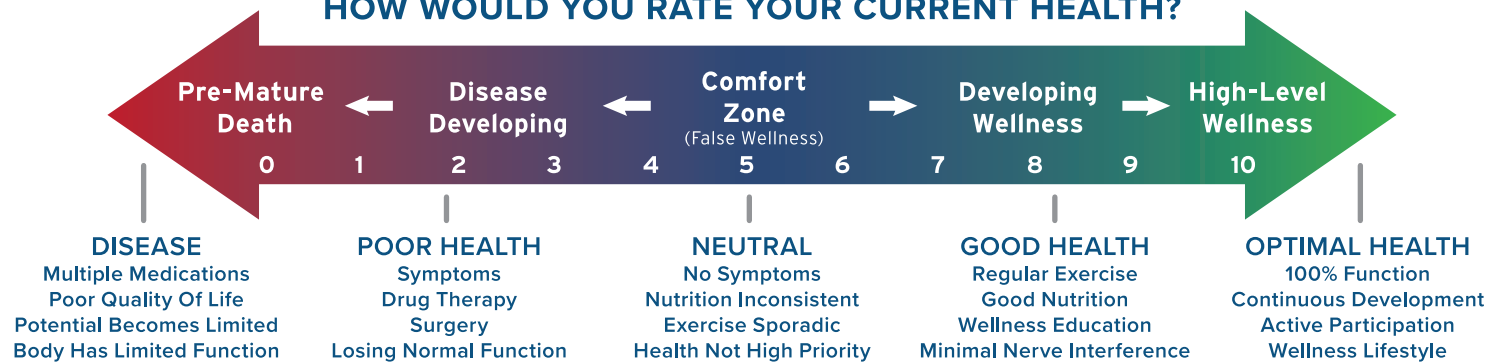 HOW WOULD YOU RATE YOUR CURRENT HEALTH?
Pre-Mature
Death
Disease
Developing
Comfort
Zone
(False Wellness)
Developing
Wellness
High-Level
Wellness
0 1 2 3 4 5 6 7 8 9 10
DISEASE
Multiple Medications
Poor Quality Of Life
Potential Becomes Limited
Body Has Limited Function
POOR HEALTH
Symptoms
Drug Therapy
Surgery
Losing Normal Function
NEUTRAL
No Symptoms
Nutrition Inconsistent
Exercise Sporadic
Health Not High Priority
GOOD HEALTH
Regular Exercise
Good Nutrition
Wellness Education
Minimal Nerve Interference
OPTIMAL HEALTH
100% Function
Continuous Development
Active Participation
Wellness Lifestyle